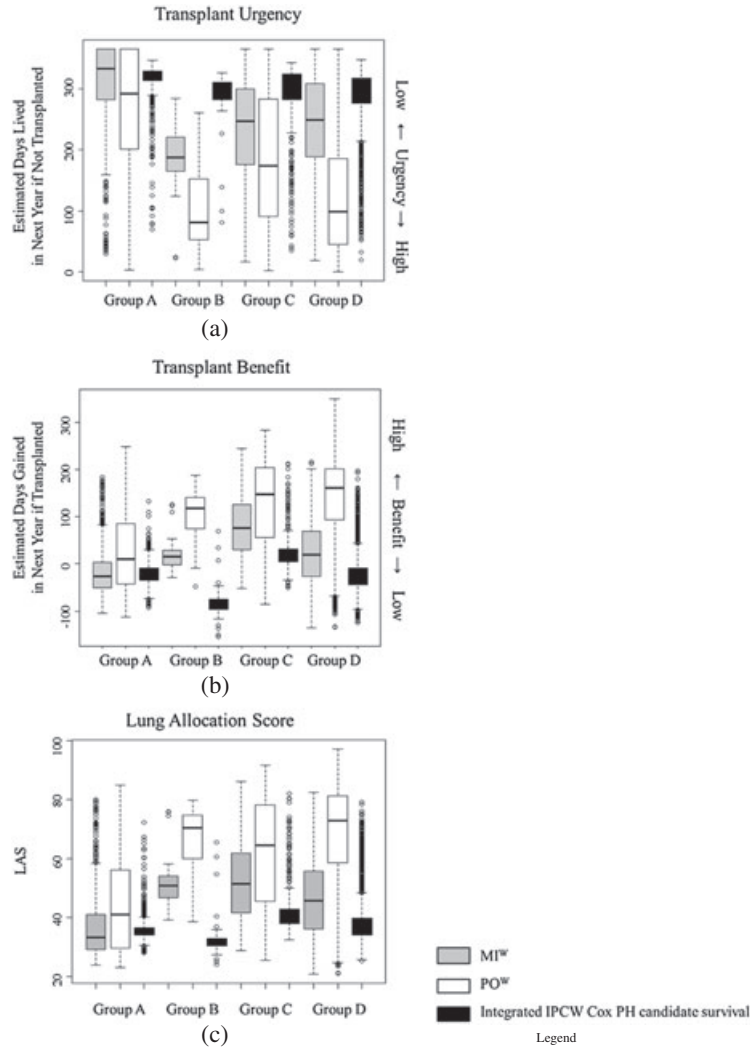 Transplant Urgency
Estimated Days Lived
in Next Year if Not Transplanted
300
200
100
0
Low ← Urgency → High
Group A
Group B
Group C
Group D
(a)
Transplant Benefit
Estimated Days Gained
in Next Year if Transplanted
300
200
100
0
-100
High ← Benefit → Low
Group A
Group B
Group C
Group D
(b)
Lung Allocation Score
LAS
100
80
60
40
20
Group A
Group B
Group C
Group D
(c)
MIᵂ
POᵂ
Integrated IPCW Cox PH candidate survival
Legend